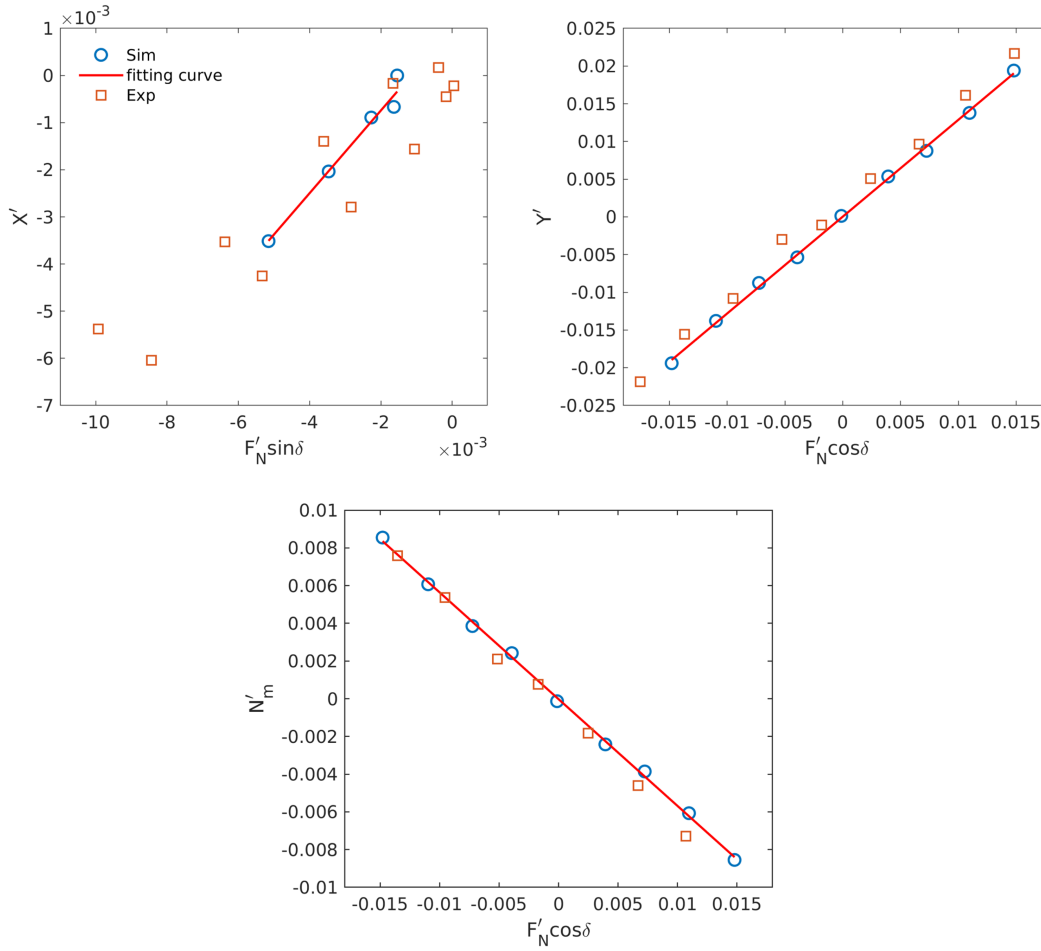 ×10⁻³
1
0
-1
-2
-3
-4
-5
-6
-7
X′
Sim
fitting curve
Exp
-10 -8 -6 -4 -2 0
×10⁻³
F′_N sinδ
0.025
0.02
0.015
0.01
0.005
0
-0.005
-0.01
-0.015
-0.02
-0.025
Y′
-0.015 -0.01 -0.005 0 0.005 0.01 0.015
F′_N cosδ
0.01
0.008
0.006
0.004
0.002
0
-0.002
-0.004
-0.006
-0.008
-0.01
N′_m
-0.015 -0.01 -0.005 0 0.005 0.01 0.015
F′_N cosδ